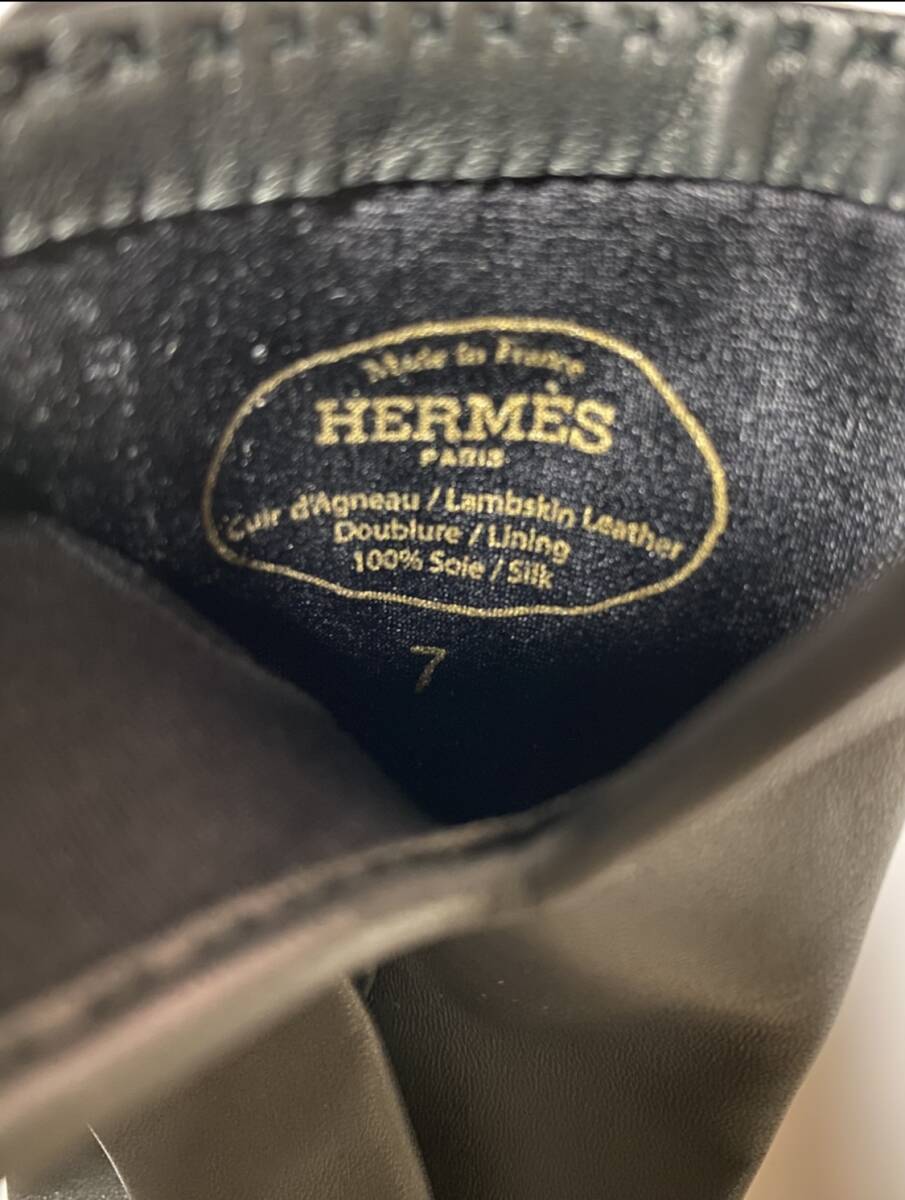 Made in France
HERMÈS
PARIS
Cuir d'Agneau / Lambskin Leather
Doublure / Lining
100% Soie / Silk
7